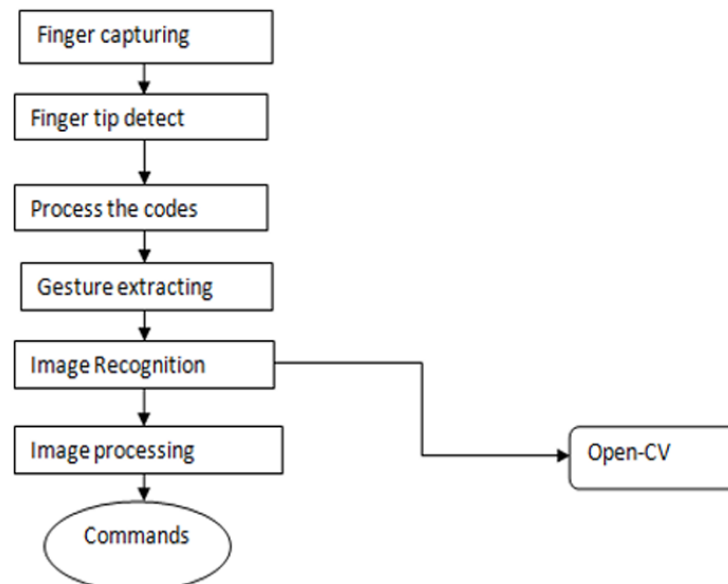 Finger capturing
Finger tip detect
Process the codes
Gesture extracting
Image Recognition
Image processing
Open-CV
Commands